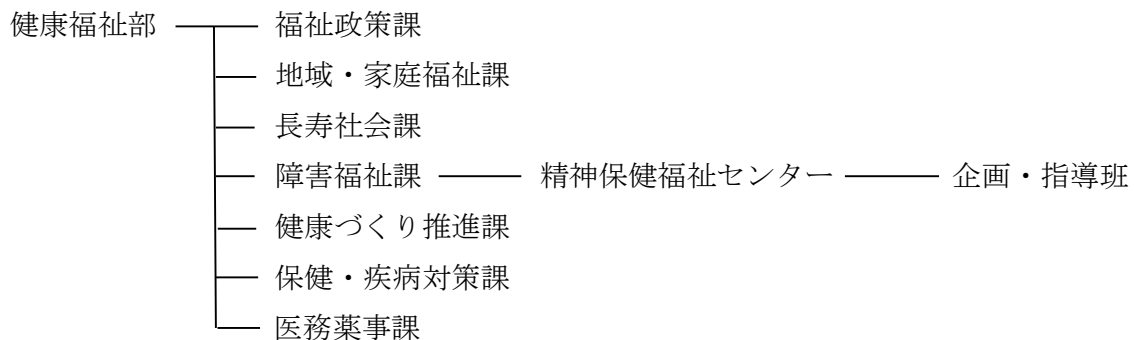 健康福祉部 福祉政策課
地域・家庭福祉課
長寿社会課
障害福祉課 精神保健福祉センター 企画・指導班
健康づくり推進課
保健・疾病対策課
医務薬事課